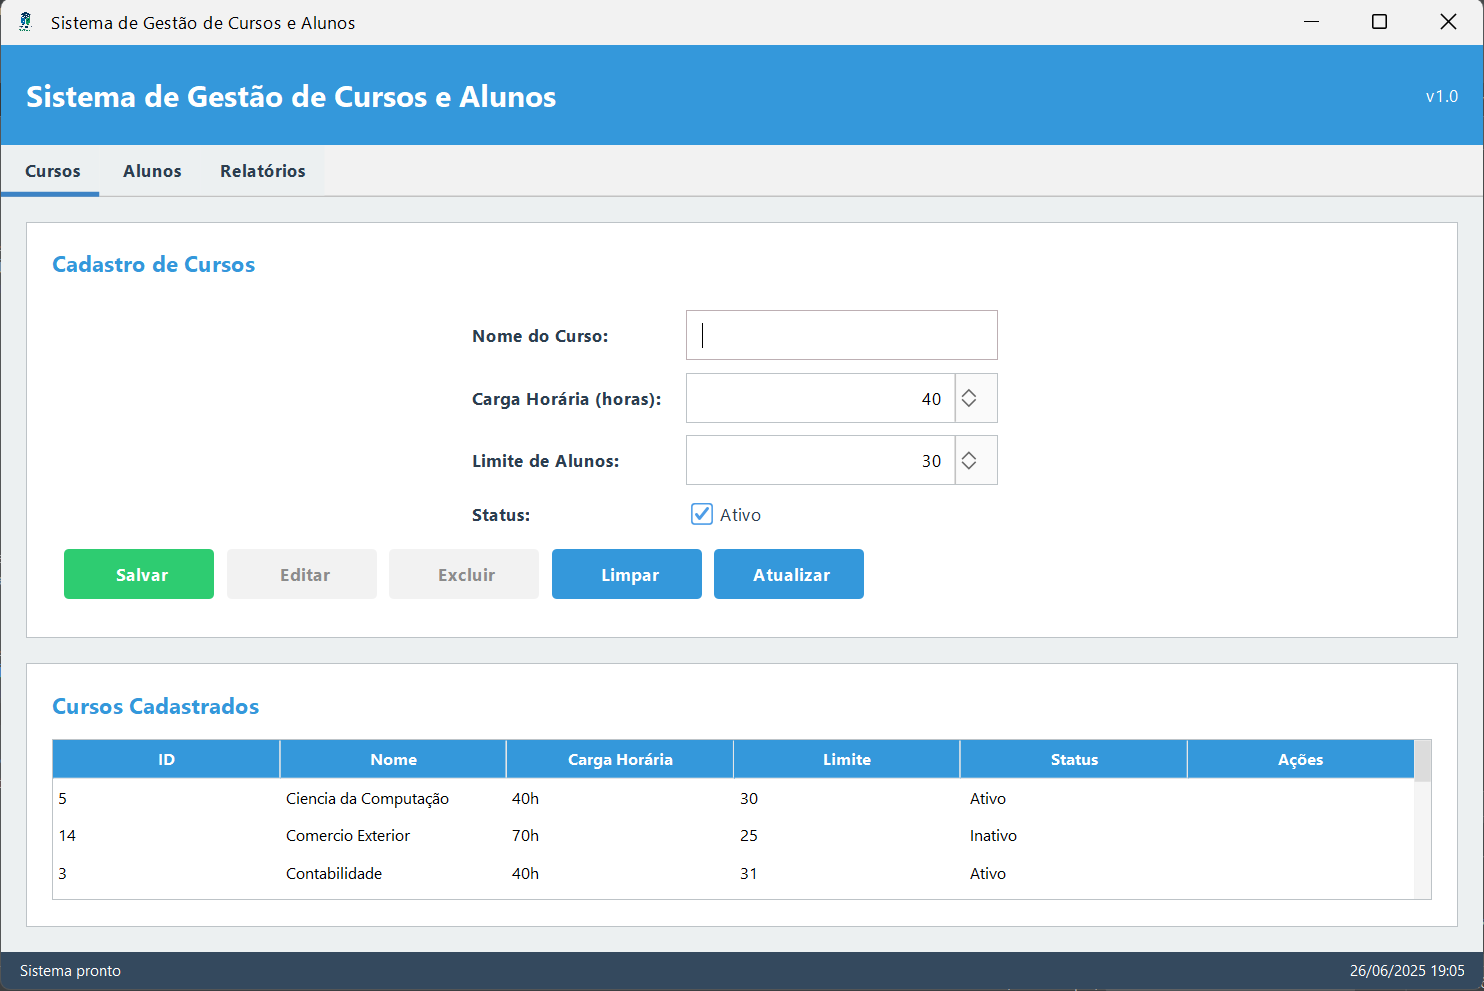 Sistema de Gestão de Cursos e Alunos
Sistema de Gestão de Cursos e Alunos v1.0
Cursos Alunos Relatórios
Cadastro de Cursos
Nome do Curso:
Carga Horária (horas): 40
Limite de Alunos: 30
Status: Ativo
Salvar Editar Excluir Limpar Atualizar
Cursos Cadastrados
ID Nome Carga Horária Limite Status Ações
5 Ciencia da Computação 40h 30 Ativo
14 Comercio Exterior 70h 25 Inativo
3 Contabilidade 40h 31 Ativo
Sistema pronto 26/06/2025 19:05